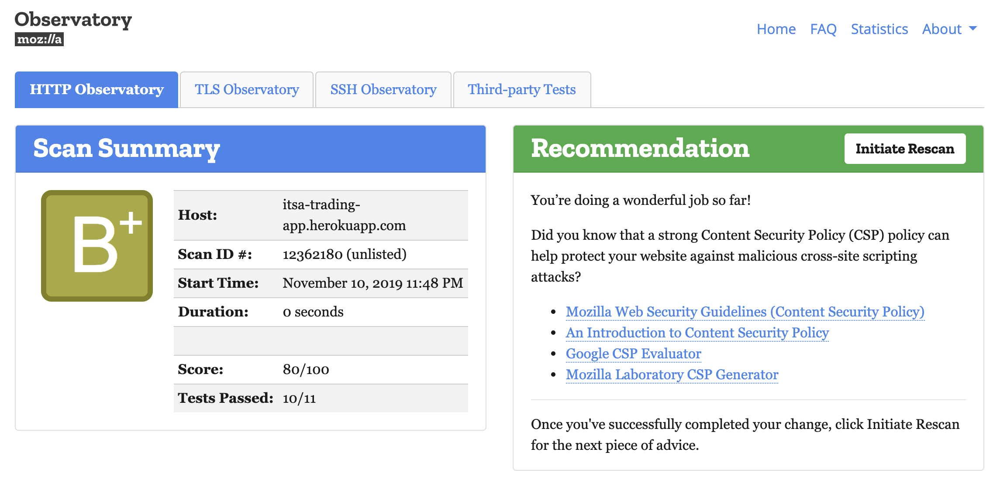 Observatory
moz://a
Home FAQ Statistics About
HTTP Observatory TLS Observatory SSH Observatory Third-party Tests
Scan Summary
B+
Host: itsa-trading-
app.herokuapp.com
Scan ID #: 12362180 (unlisted)
Start Time: November 10, 2019 11:48 PM
Duration: 0 seconds
Score: 80/100
Tests Passed: 10/11
Recommendation
Initiate Rescan
You’re doing a wonderful job so far!
Did you know that a strong Content Security Policy (CSP) policy can
help protect your website against malicious cross-site scripting
attacks?
• Mozilla Web Security Guidelines (Content Security Policy)
• An Introduction to Content Security Policy
• Google CSP Evaluator
• Mozilla Laboratory CSP Generator
Once you've successfully completed your change, click Initiate Rescan
for the next piece of advice.